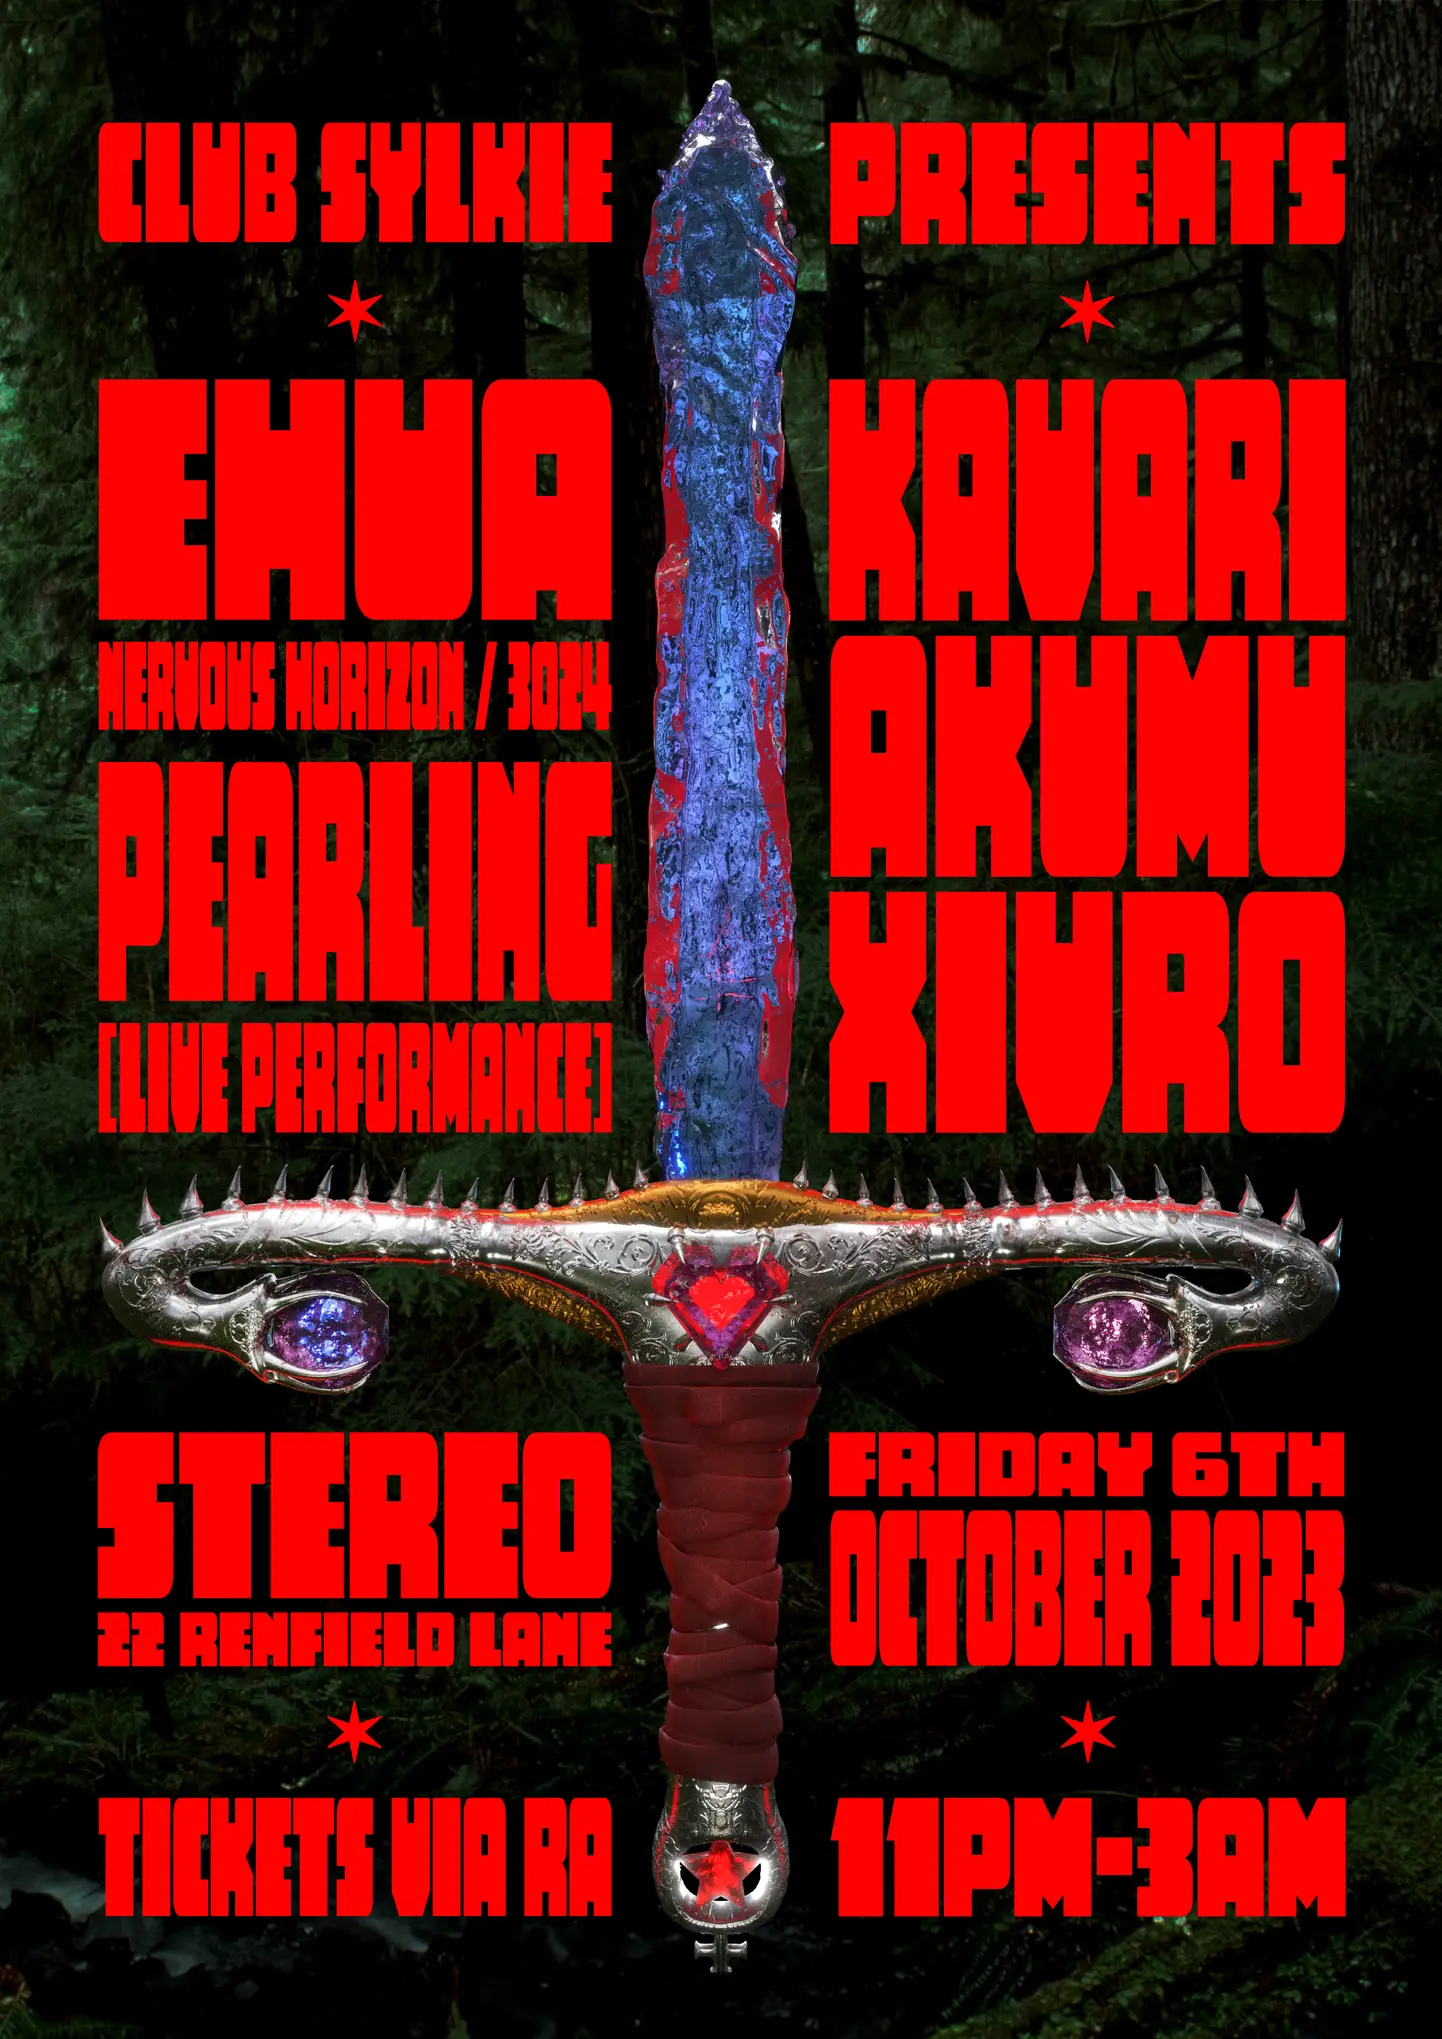 CLUB SYLKIE
PRESENTS
EHUA
NERVOUS HORIZON / 3024
PEARLING
[LIVE PERFORMANCE]
KAVARI
AKUMU
XIVRO
STEREO
22 RENFIELD LANE
FRIDAY 6TH
OCTOBER 2023
TICKETS VIA RA
11PM-3AM